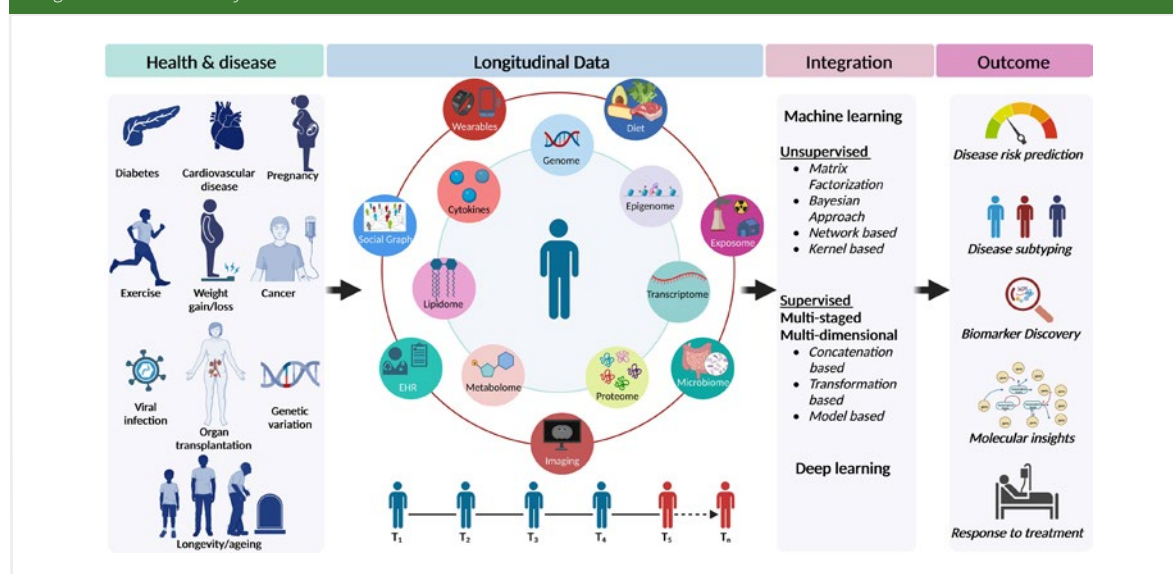 Health & disease
Longitudinal Data
Integration
Outcome
Diabetes
Cardiovascular
disease
Pregnancy
Exercise
Weight
gain/loss
Cancer
Viral
infection
Organ
transplantation
Genetic
variation
Longevity/ageing
Wearables
Diet
Genome
Cytokines
Epigenome
Social Graph
Exposome
Lipidome
Transcriptome
EHR
Metabolome
Proteome
Microbiome
Imaging
T1
T2
T3
T4
T5
Tn
Machine learning
Unsupervised
• Matrix
Factorization
• Bayesian
Approach
• Network based
• Kernel based
Supervised
Multi-staged
Multi-dimensional
• Concatenation
based
• Transformation
based
• Model based
Deep learning
Disease risk prediction
Disease subtyping
Biomarker Discovery
Molecular insights
Response to treatment